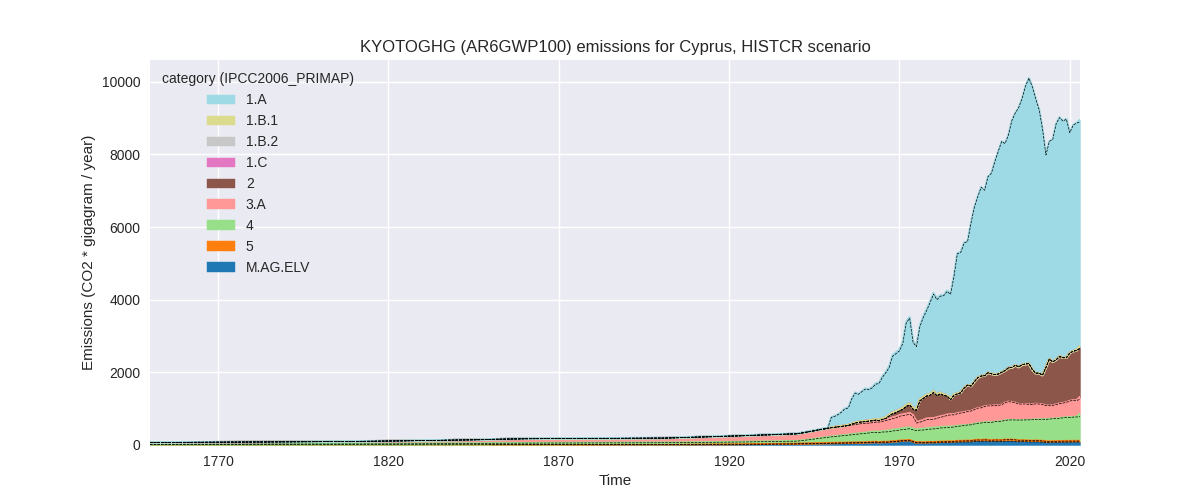 KYOTOGHG (AR6GWP100) emissions for Cyprus, HISTCR scenario
Emissions (CO2 * gigagram / year)
10000
8000
6000
4000
2000
0
category (IPCC2006_PRIMAP)
1.A
1.B.1
1.B.2
1.C
2
3.A
4
5
M.AG.ELV
1770
1820
1870
1920
1970
2020
Time